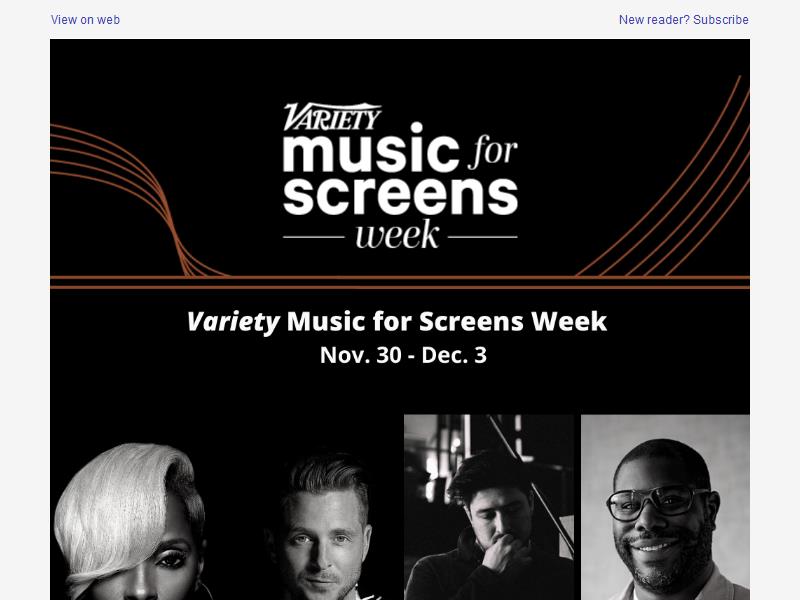 View on web
New reader? Subscribe
VARIETY
music for
screens
week
Variety Music for Screens Week
Nov. 30 - Dec. 3